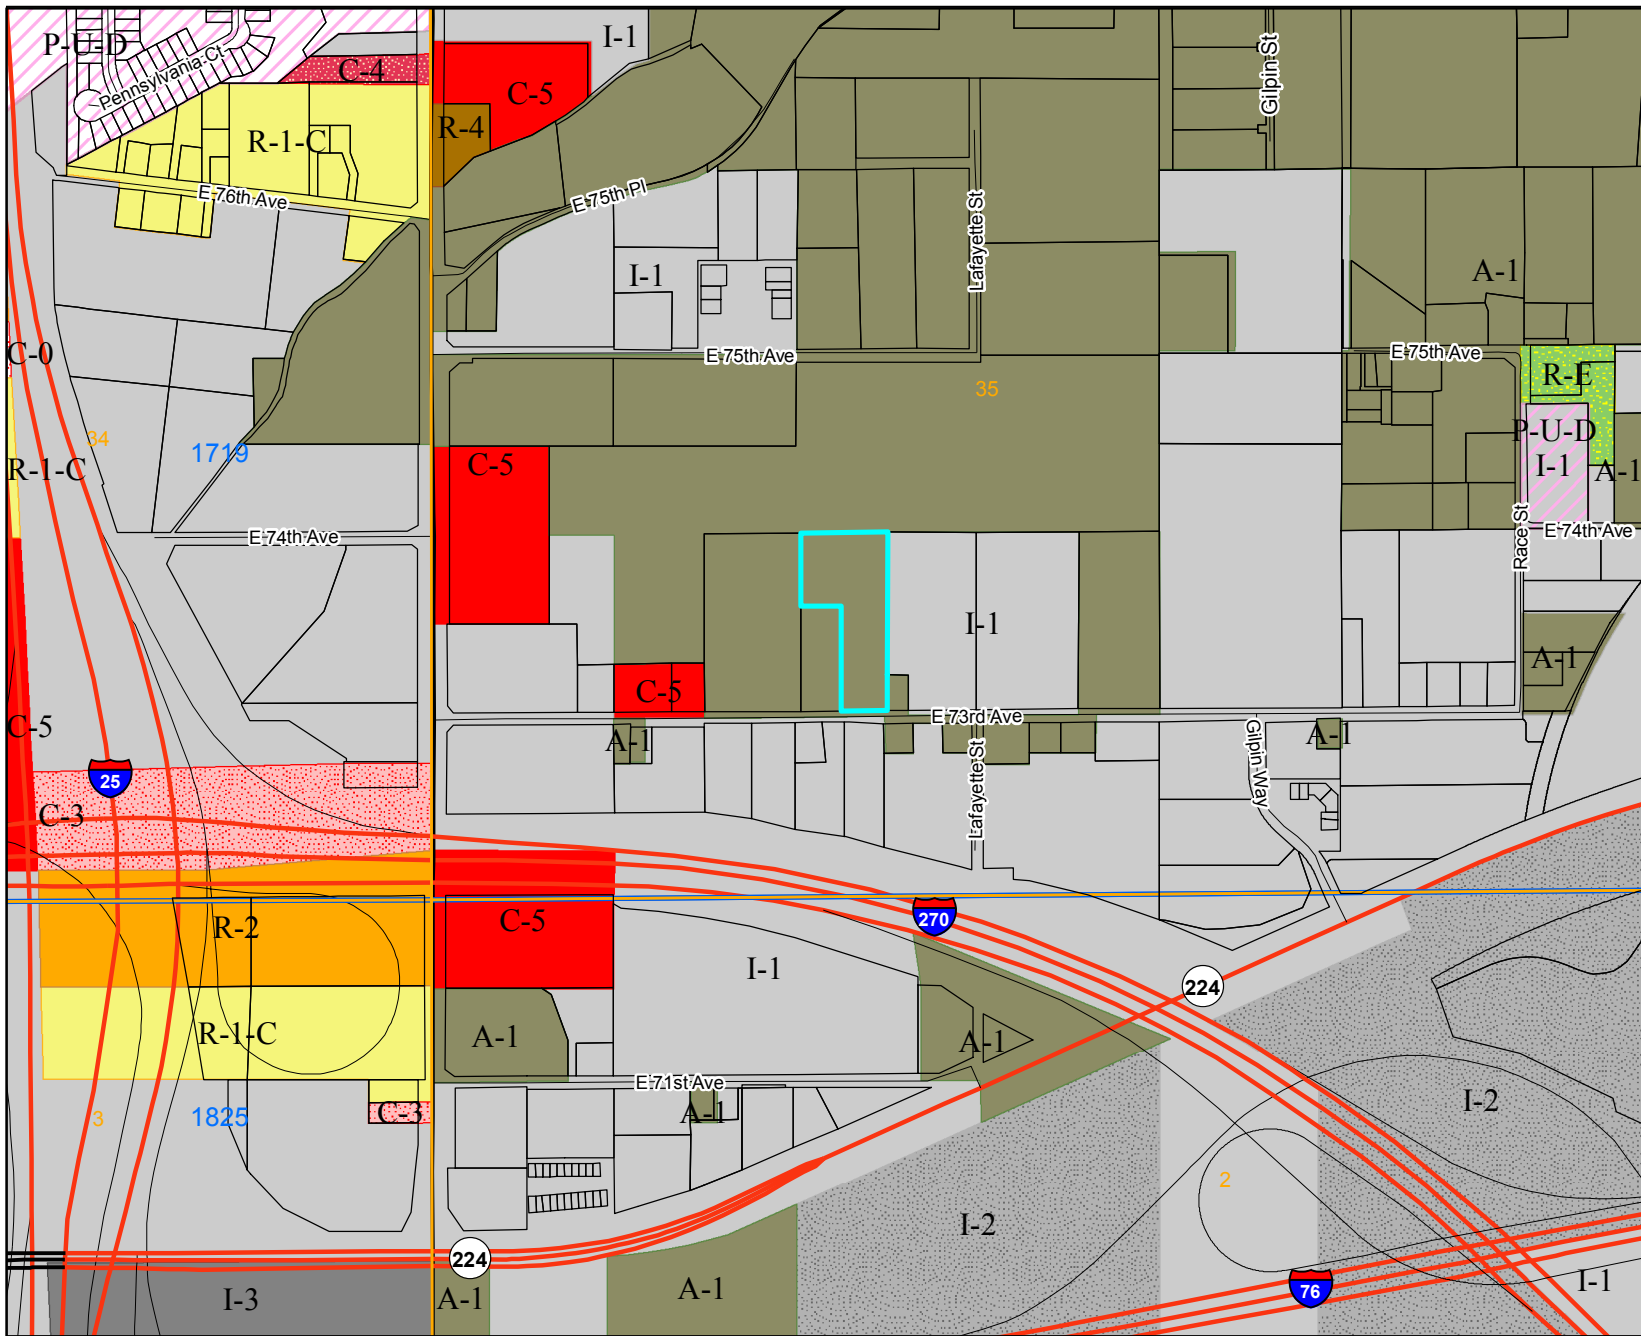 P-U-D
Pennsylvania Ct
C-4
I-1
C-5
R-4
R-1-C
E 76th Ave
E 75th Pl
Gilpin St
Lafayette St
I-1
A-1
C-0
E 75th Ave
E 75th Ave
R-E
35
34
1719
R-1-C
C-5
P-U-D
I-1
A-1
E 74th Ave
E 74th Ave
Race St
I-1
A-1
C-5
E 73rd Ave
C-5
A-1
Lafayette St
Gilpin Way
A-1
25
C-3
R-2
C-5
270
I-1
224
R-1-C
A-1
A-1
E 71st Ave
3
1825
C-3
A-1
I-2
2
I-2
224
76
I-1
I-3
A-1
A-1